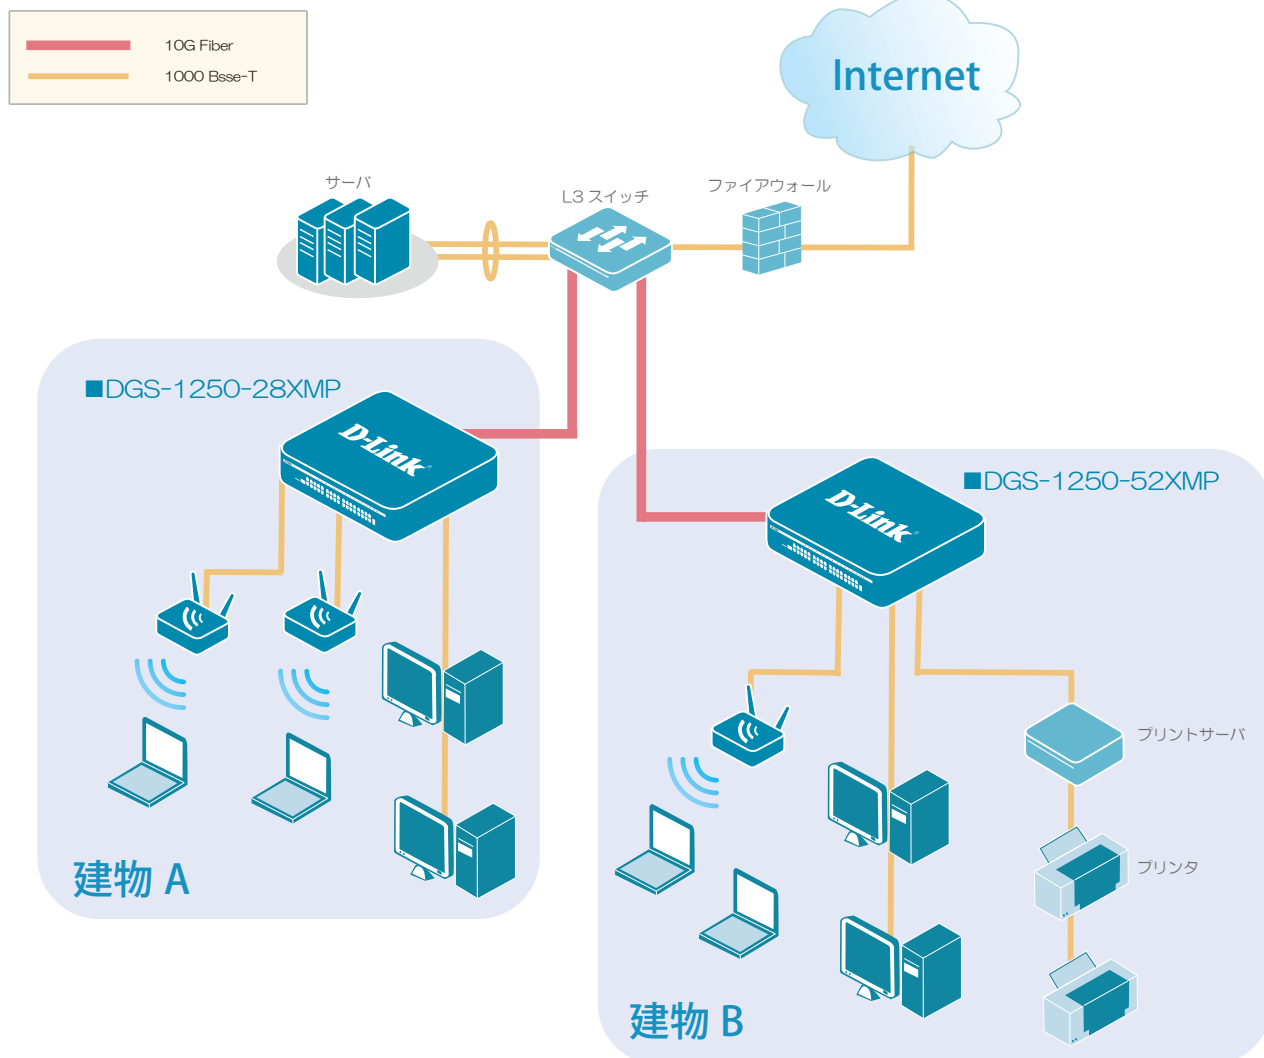 10G Fiber
1000 Bsse-T
Internet
サーバ
L3 スイッチ
ファイアウォール
■DGS-1250-28XMP
D-Link
■DGS-1250-52XMP
D-Link
プリントサーバ
プリンタ
建物 A
建物 B